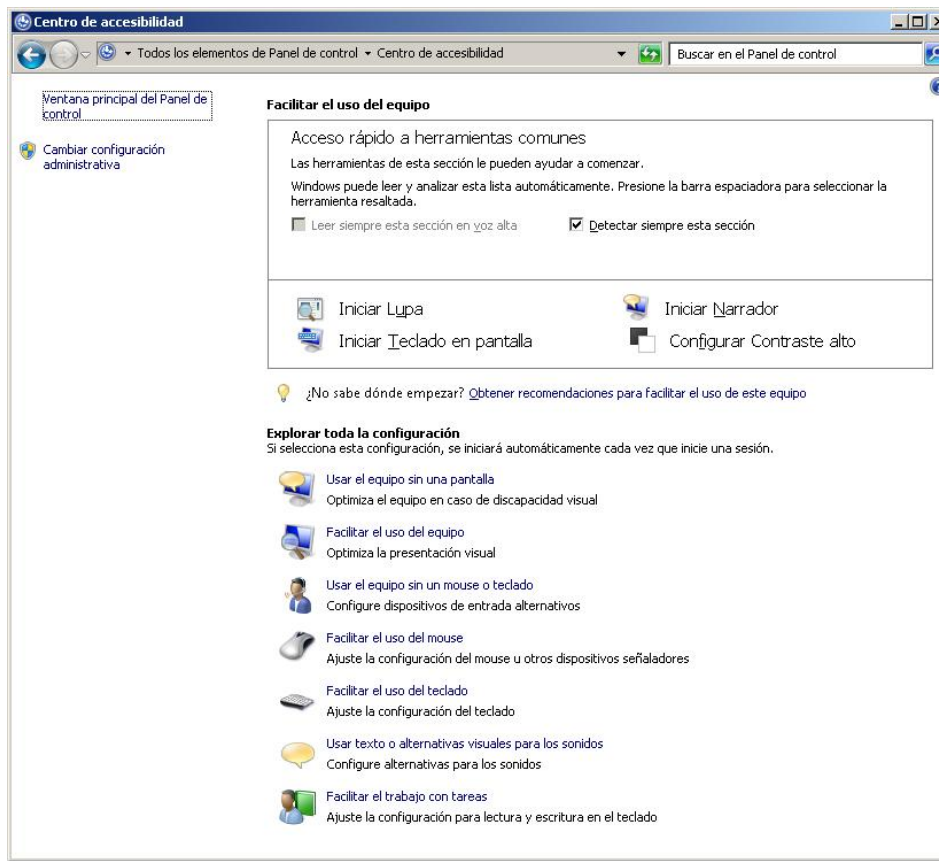 Centro de accesibilidad
Todos los elementos de Panel de control Centro de accesibilidad
Buscar en el Panel de control
Ventana principal del Panel de
control
Cambiar configuración
administrativa
Facilitar el uso del equipo
Acceso rápido a herramientas comunes
Las herramientas de esta sección le pueden ayudar a comenzar.
Windows puede leer y analizar esta lista automáticamente. Presione la barra espaciadora para seleccionar la
herramienta resaltada.
Leer siempre esta sección en voz alta
Detectar siempre esta sección
Iniciar Lupa
Iniciar Narrador
Iniciar Teclado en pantalla
Configurar Contraste alto
¿No sabe dónde empezar? Obtener recomendaciones para facilitar el uso de este equipo
Explorar toda la configuración
Si selecciona esta configuración, se iniciará automáticamente cada vez que inicie una sesión.
Usar el equipo sin una pantalla
Optimiza el equipo en caso de discapacidad visual
Facilitar el uso del equipo
Optimiza la presentación visual
Usar el equipo sin un mouse o teclado
Configure dispositivos de entrada alternativos
Facilitar el uso del mouse
Ajuste la configuración del mouse u otros dispositivos señaladores
Facilitar el uso del teclado
Ajuste la configuración del teclado
Usar texto o alternativas visuales para los sonidos
Configure alternativas para los sonidos
Facilitar el trabajo con tareas
Ajuste la configuración para lectura y escritura en el teclado